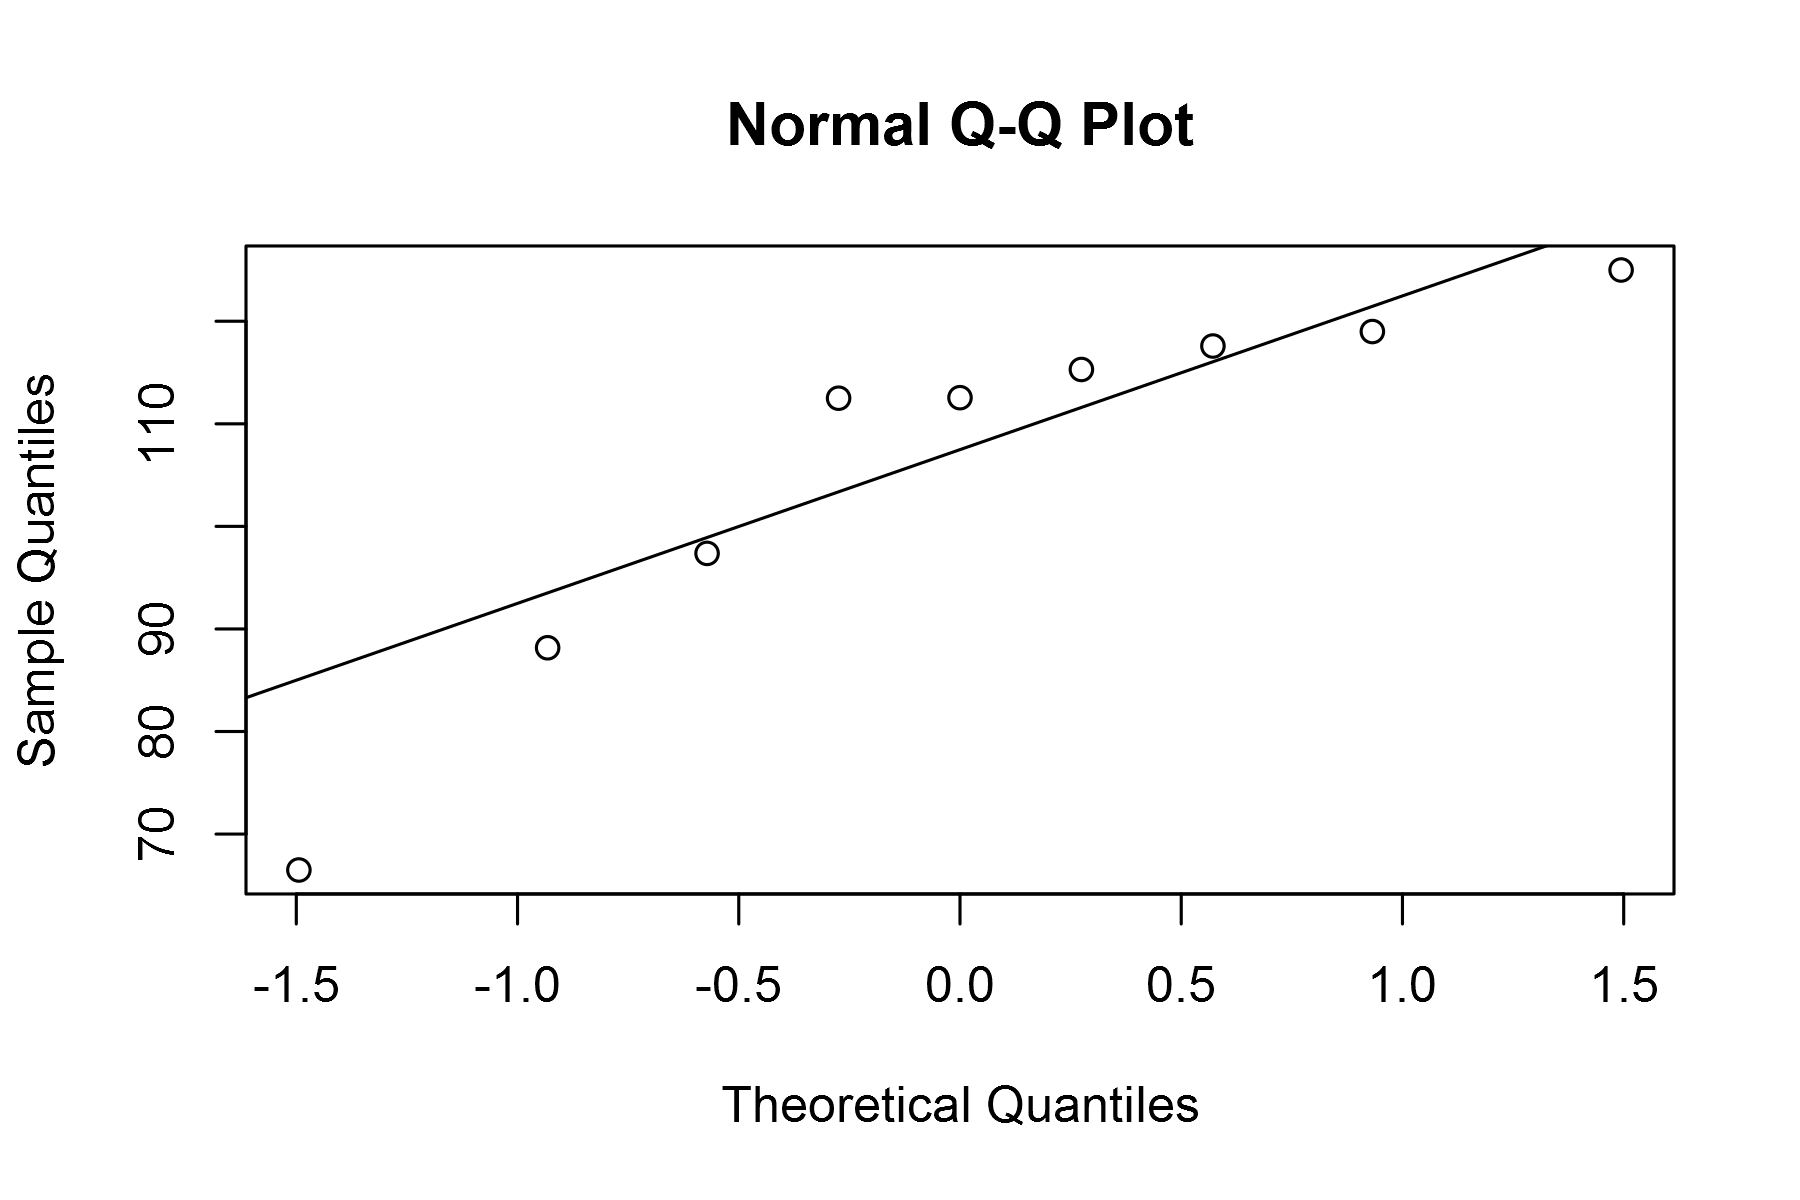 Normal Q-Q Plot
Sample Quantiles
110
90
80
70
-1.5 -1.0 -0.5 0.0 0.5 1.0 1.5
Theoretical Quantiles